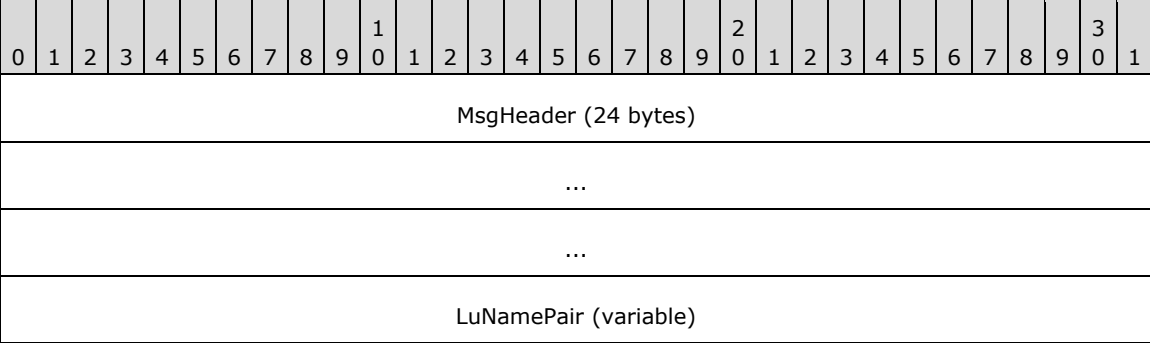 1 2 3
0 1 2 3 4 5 6 7 8 9 0 1 2 3 4 5 6 7 8 9 0 1 2 3 4 5 6 7 8 9 0 1
MsgHeader (24 bytes)
...
...
LuNamePair (variable)